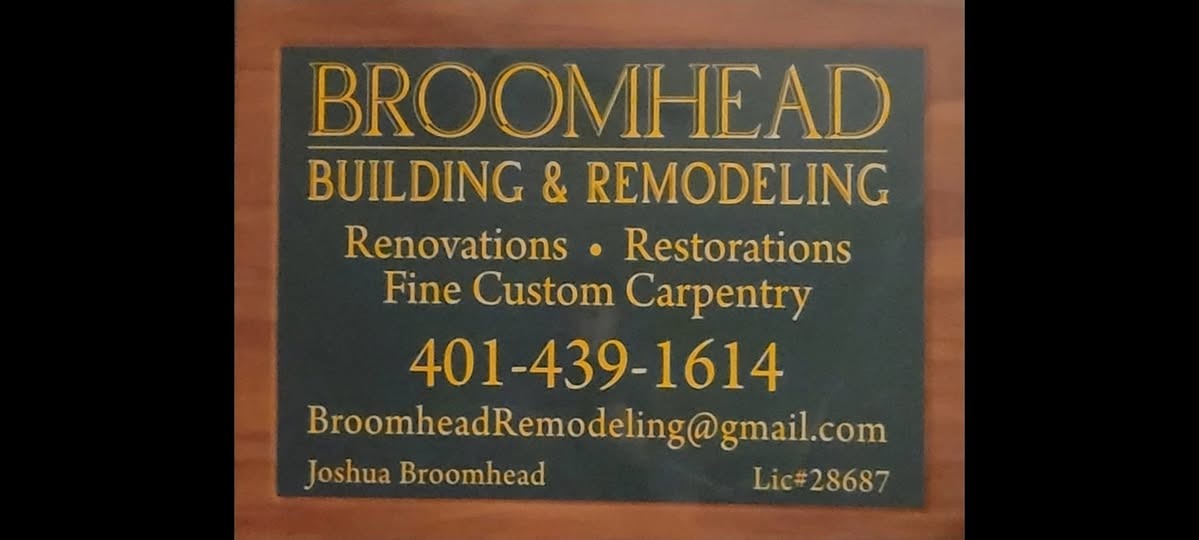 BROOMHEAD
BUILDING & REMODELING
Renovations • Restorations
Fine Custom Carpentry
401-439-1614
BroomheadRemodeling@gmail.com
Joshua Broomhead Lic#28687